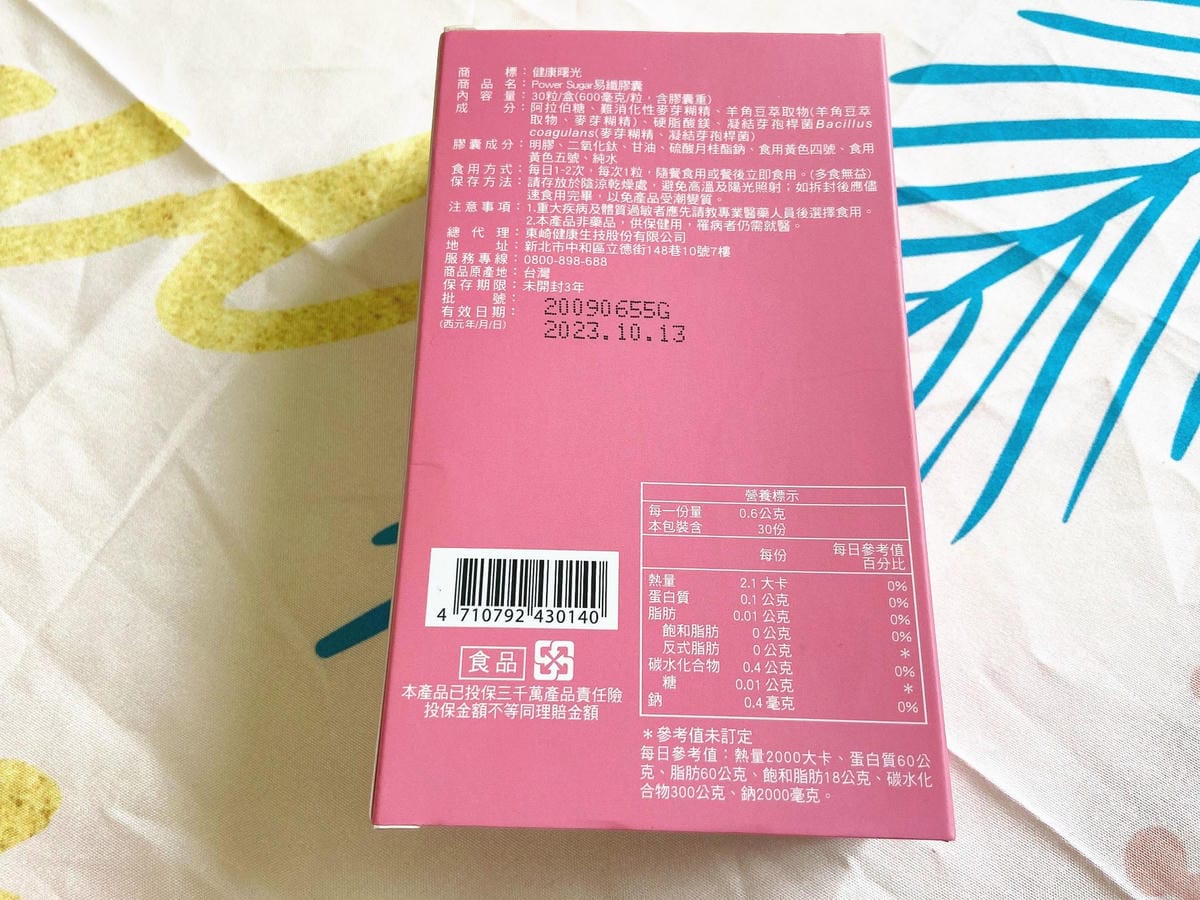 商標：健康曙光
商品名：Power Sugar易纖膠囊
內容量：30粒/盒(600毫克/粒，含膠囊重)
成分：阿拉伯糖、難消化性麥芽糊精、羊角豆萃取物(羊角豆萃
取物、麥芽糊精)、硬脂酸鎂、凝結芽孢桿菌Bacillus
coagulans(麥芽糊精、凝結芽孢桿菌)
膠囊成分：明膠、二氧化鈦、甘油、硫酸月桂酯鈉、食用黃色四號、食用
黃色五號、純水
食用方式：每日1-2次，每次1粒，隨餐食用或餐後立即食用。(多食無益)
保存方法：請存放於陰涼乾燥處，避免高溫及陽光照射；如拆封後應儘
速食用完畢，以免產品受潮變質。
注意事項：1.重大疾病及體質過敏者應先請教專業醫藥人員後選擇食用。
2.本產品非藥品，供保健用，罹病者仍需就醫。
總代理：東崎健康生技股份有限公司
地址：新北市中和區立德街148巷10號7樓
服務專線：0800-898-688
商品原產地：台灣
保存期限：未開封3年
批號：20090655G
有效日期：2023.10.13
(西元年/月/日)
營養標示
每一份量 0.6公克
本包裝含 30份
每份 每日參考值
百分比
熱量 2.1 大卡 0%
蛋白質 0.1 公克 0%
脂肪 0.01 公克 0%
飽和脂肪 0 公克 0%
反式脂肪 0 公克 *
碳水化合物 0.4 公克 0%
糖 0.01 公克 *
鈉 0.4 毫克 0%
*參考值未訂定
每日參考值：熱量2000大卡、蛋白質60公
克、脂肪60公克、飽和脂肪18公克、碳水化
合物300公克、鈉2000毫克。
4 710792 430140
食品
本產品已投保三千萬產品責任險
投保金額不等同理賠金額